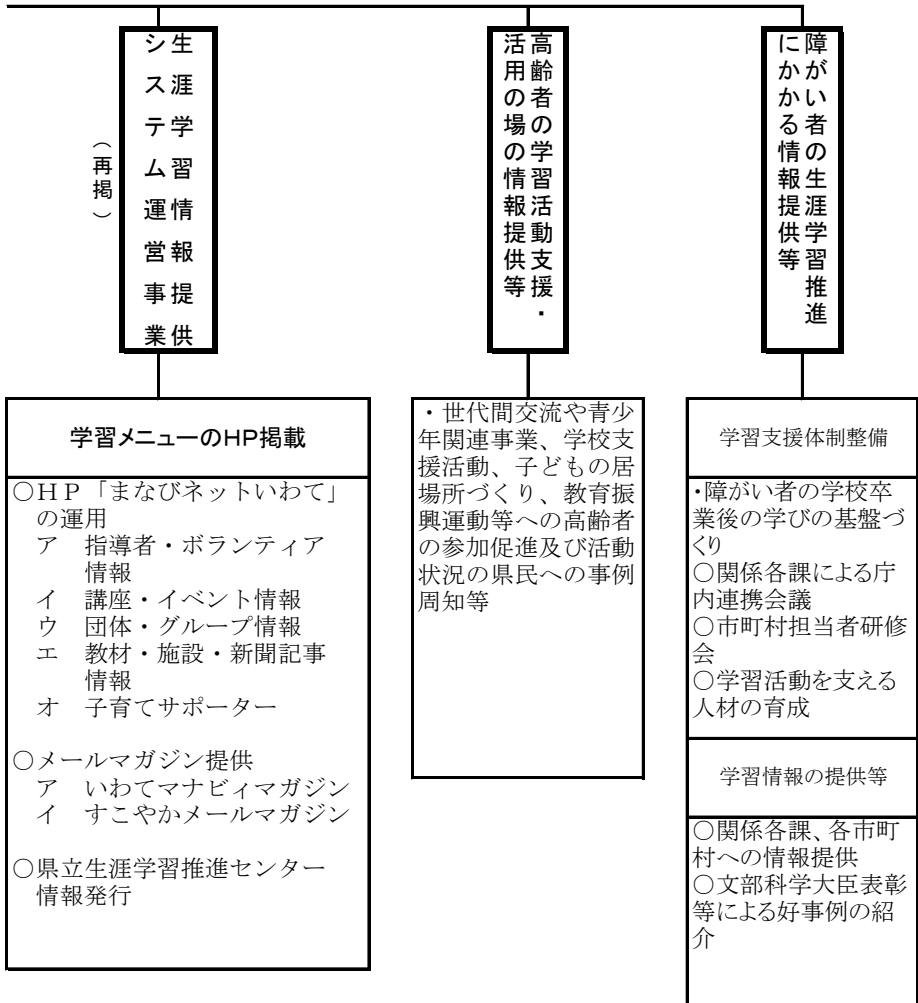 生涯学習情報提供
システム運営事業
（再掲）
高齢者の学習活動支援・
活用の場の情報提供等
障がい者の生涯学習推進
にかかる情報提供等
学習メニューのHP掲載
○ＨＰ「まなびネットいわて」
の運用
ア　指導者・ボランティア
情報
イ　講座・イベント情報
ウ　団体・グループ情報
エ　教材・施設・新聞記事
情報
オ　子育てサポーター
○メールマガジン提供
ア　いわてマナビィマガジン
イ　すこやかメールマガジン
○県立生涯学習推進センター
情報発行
・世代間交流や青少
年関連事業、学校支
援活動、子どもの居
場所づくり、教育振
興運動等への高齢者
の参加促進及び活動
状況の県民への事例
周知等
学習支援体制整備
・障がい者の学校卒
業後の学びの基盤づ
くり
○関係各課による庁
内連携会議
○市町村担当者研修
会
○学習活動を支える
人材の育成
学習情報の提供等
○関係各課、各市町
村への情報提供
○文部科学大臣表彰
等による好事例の紹
介